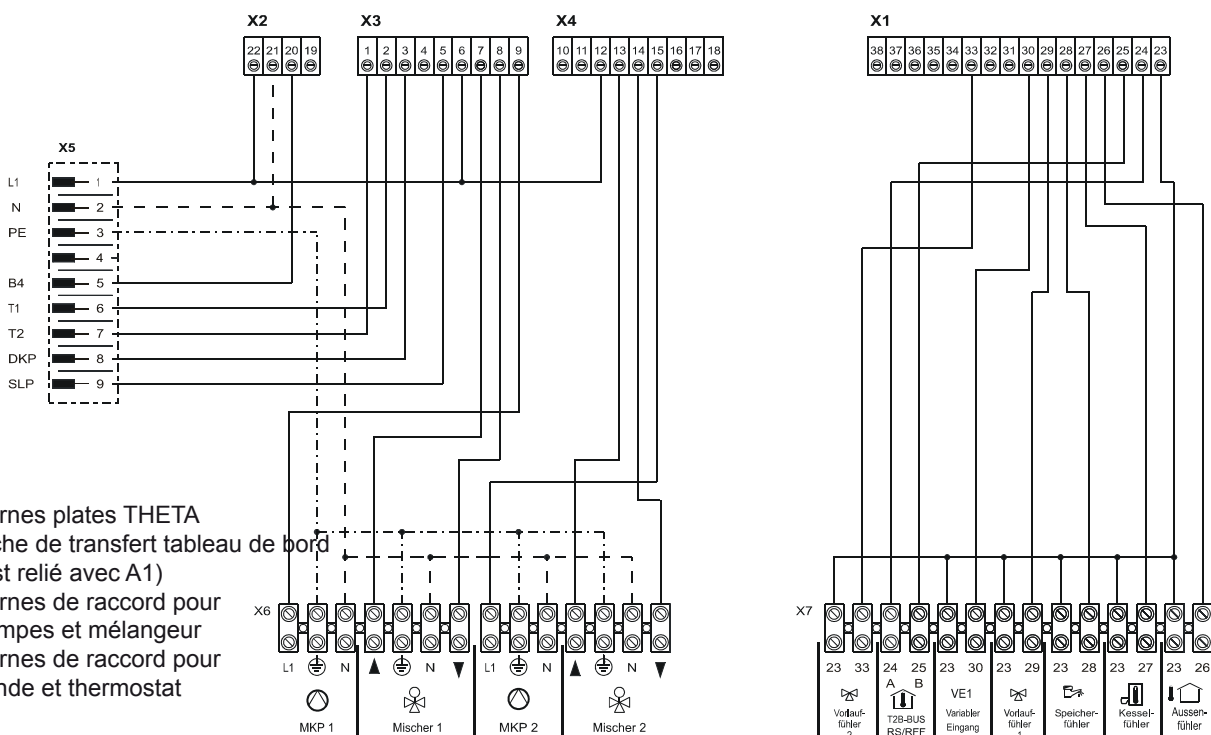 X2 X3 X4 X1
22 21 20 19
1 2 3 4 5 6 7 8 9
10 11 12 13 14 15 16 17 18
38 37 36 35 34 33 32 31 30 29 28 27 26 25 24 23
X5
L1 1
N 2
PE 3
4
B4 5
T1 6
T2 7
DKP 8
SLP 9
rnes plates THETA
che de transfert tableau de bord
st relié avec A1)
rnes de raccord pour
mpes et mélangeur
rnes de raccord pour
nde et thermostat
X6
L1 N N L1 N N
MKP 1 Mischer 1 MKP 2 Mischer 2
X7
23 33 24 25 23 30 23 29 23 28 23 27 23 26
A B
Vorlauf-
fühler
2
T2B-BUS
RS/RFF
VE1
Variabler
Eingang
Vorlauf-
fühler
1
Speicher-
fühler
Kessel-
fühler
Aussen-
fühler